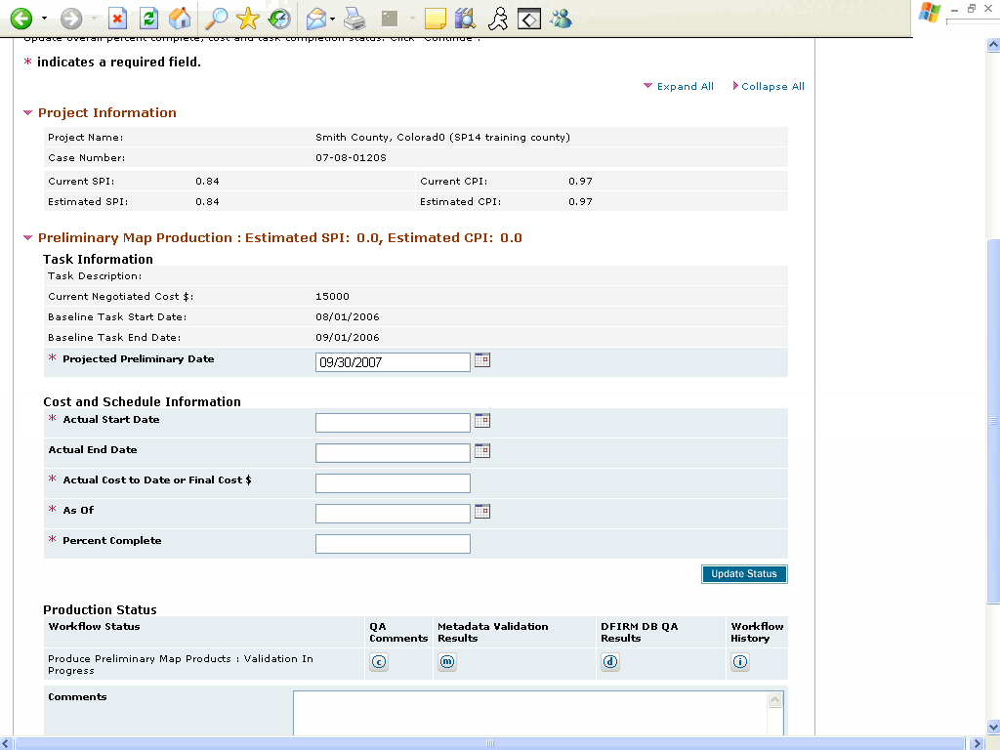 Update overall percent complete, cost and task completion status. Click "Continue".
* indicates a required field.
Expand All Collapse All
Project Information
Project Name: Smith County, Colorad0 (SP14 training county)
Case Number: 07-08-0120S
Current SPI: 0.84 Current CPI: 0.97
Estimated SPI: 0.84 Estimated CPI: 0.97
Preliminary Map Production : Estimated SPI: 0.0, Estimated CPI: 0.0
Task Information
Task Description:
Current Negotiated Cost $: 15000
Baseline Task Start Date: 08/01/2006
Baseline Task End Date: 09/01/2006
* Projected Preliminary Date 09/30/2007
Cost and Schedule Information
* Actual Start Date
Actual End Date
* Actual Cost to Date or Final Cost $
* As Of
* Percent Complete
Update Status
Production Status
Workflow Status QA Comments Metadata Validation Results DFIRM DB QA Results Workflow History
Produce Preliminary Map Products : Validation In Progress c m d i
Comments